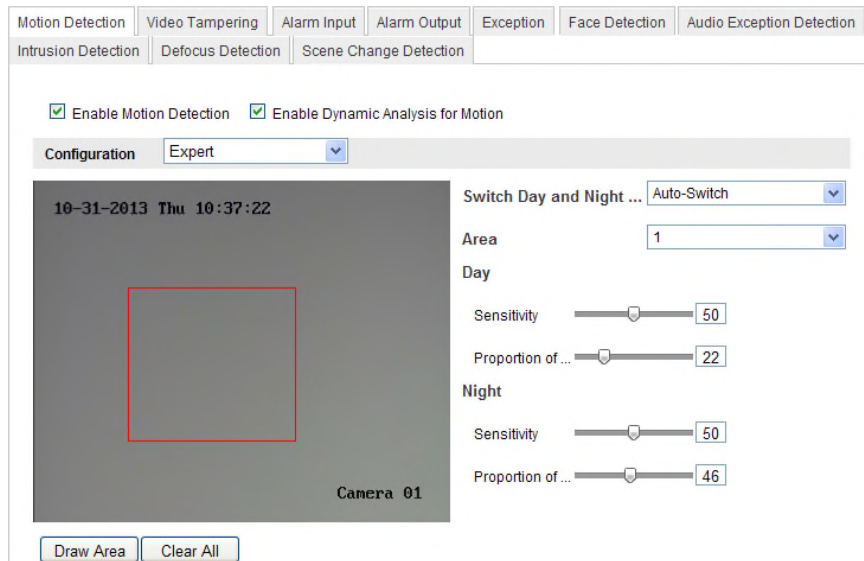 Motion Detection Video Tampering Alarm Input Alarm Output Exception Face Detection Audio Exception Detection
Intrusion Detection Defocus Detection Scene Change Detection
Enable Motion Detection Enable Dynamic Analysis for Motion
Configuration Expert
10-31-2013 Thu 10:37:22
Camera 01
Switch Day and Night ... Auto-Switch
Area 1
Day
Sensitivity 50
Proportion of ... 22
Night
Sensitivity 50
Proportion of ... 46
Draw Area Clear All